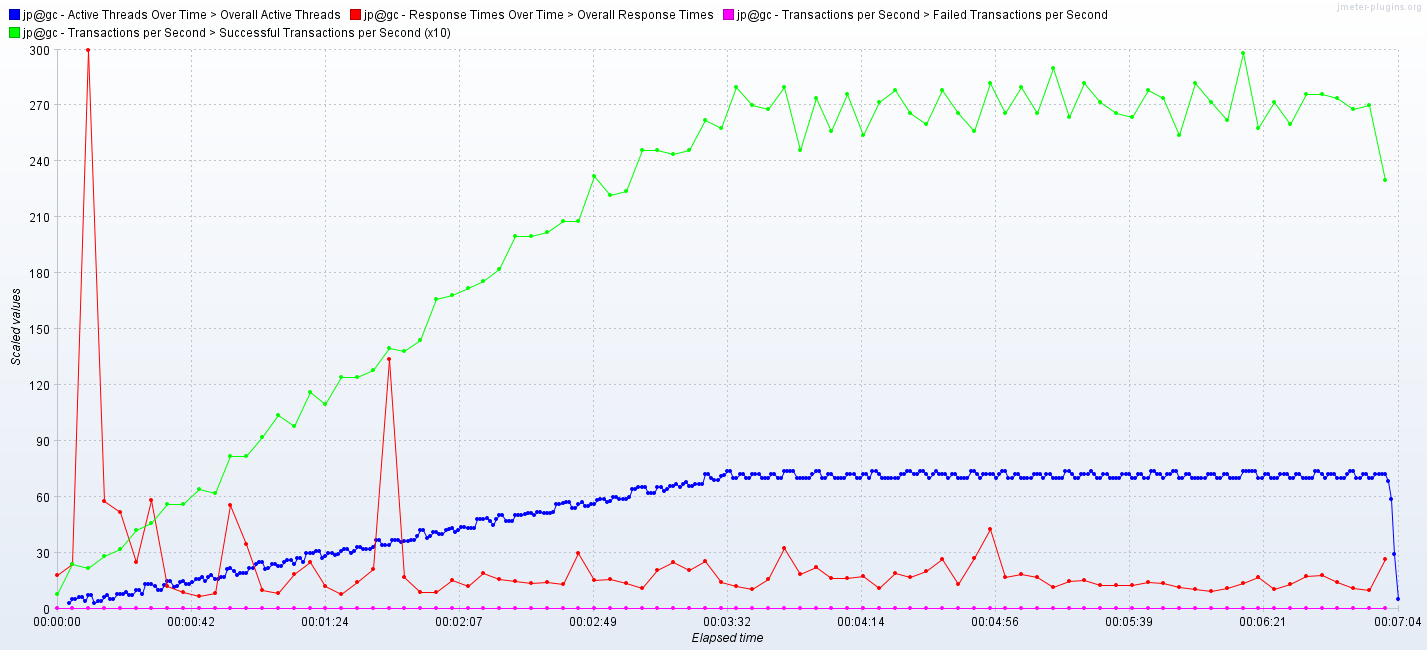 jmeter-plugins.org
jp@gc - Active Threads Over Time > Overall Active Threads jp@gc - Response Times Over Time > Overall Response Times jp@gc - Transactions per Second > Failed Transactions per Second
jp@gc - Transactions per Second > Successful Transactions per Second (x10)
300
270
240
210
180
150
120
90
60
30
0
Scaled values
00:00:00 00:00:42 00:01:24 00:02:07 00:02:49 00:03:32 00:04:14 00:04:56 00:05:39 00:06:21 00:07:04
Elapsed time